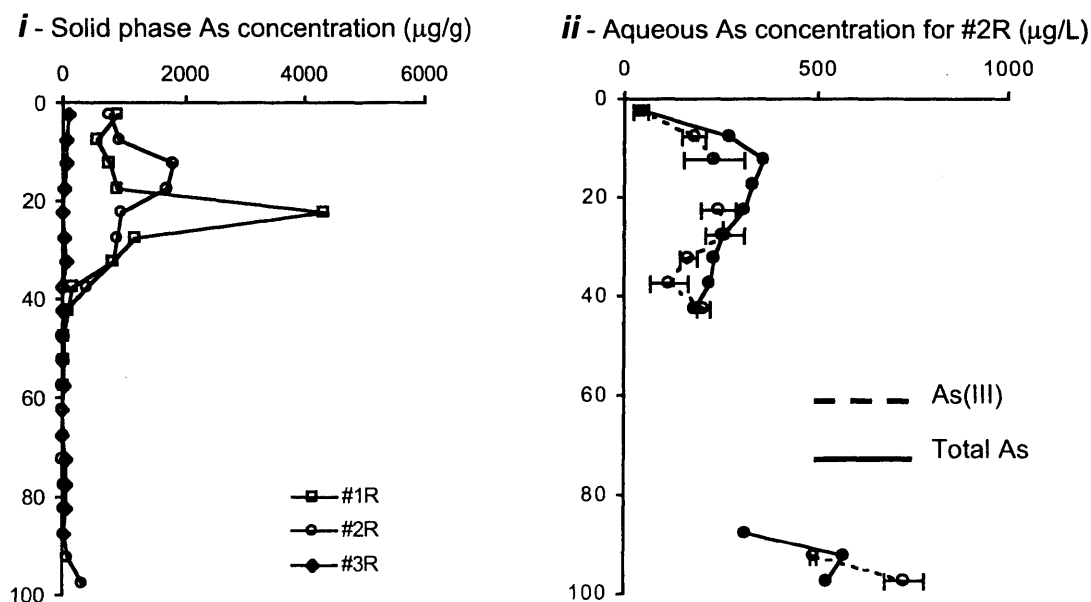 i - Solid phase As concentration (µg/g)
0 2000 4000 6000
0
20
40
60
80
100
#1R
#2R
#3R
ii - Aqueous As concentration for #2R (µg/L)
0 500 1000
0
20
40
60
80
100
As(III)
Total As